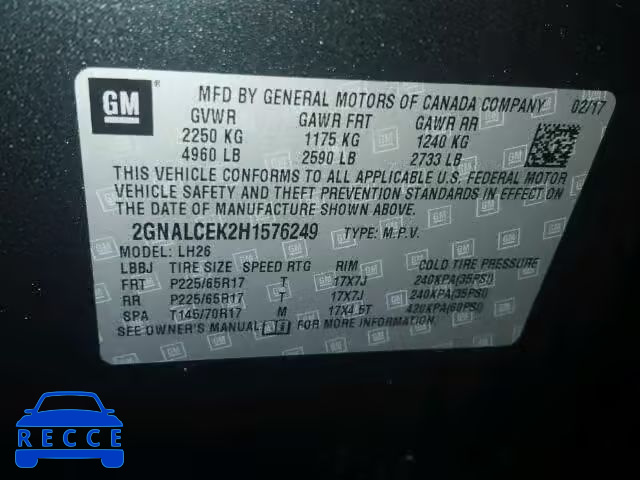 GM
MFD BY GENERAL MOTORS OF CANADA COMPANY 02/17
GVWR GAWR FRT GAWR RR
2250 KG 1175 KG 1240 KG
4960 LB 2590 LB 2733 LB
THIS VEHICLE CONFORMS TO ALL APPLICABLE U.S. FEDERAL MOTOR
VEHICLE SAFETY AND THEFT PREVENTION STANDARDS IN EFFECT ON
THE DATE OF MANUFACTURE SHOWN ABOVE.
2GNALCEK2H1576249 TYPE: M.P.V.
MODEL: LH26
LBBJ TIRE SIZE SPEED RTG RIM COLD TIRE PRESSURE
FRT P225/65R17 T 17X7J 240KPA(35PSI)
RR P225/65R17 T 17X7J 240KPA(35PSI)
SPA T145/70R17 M 17X4.5T 420KPA(60PSI)
SEE OWNER'S MANUAL
RECCE